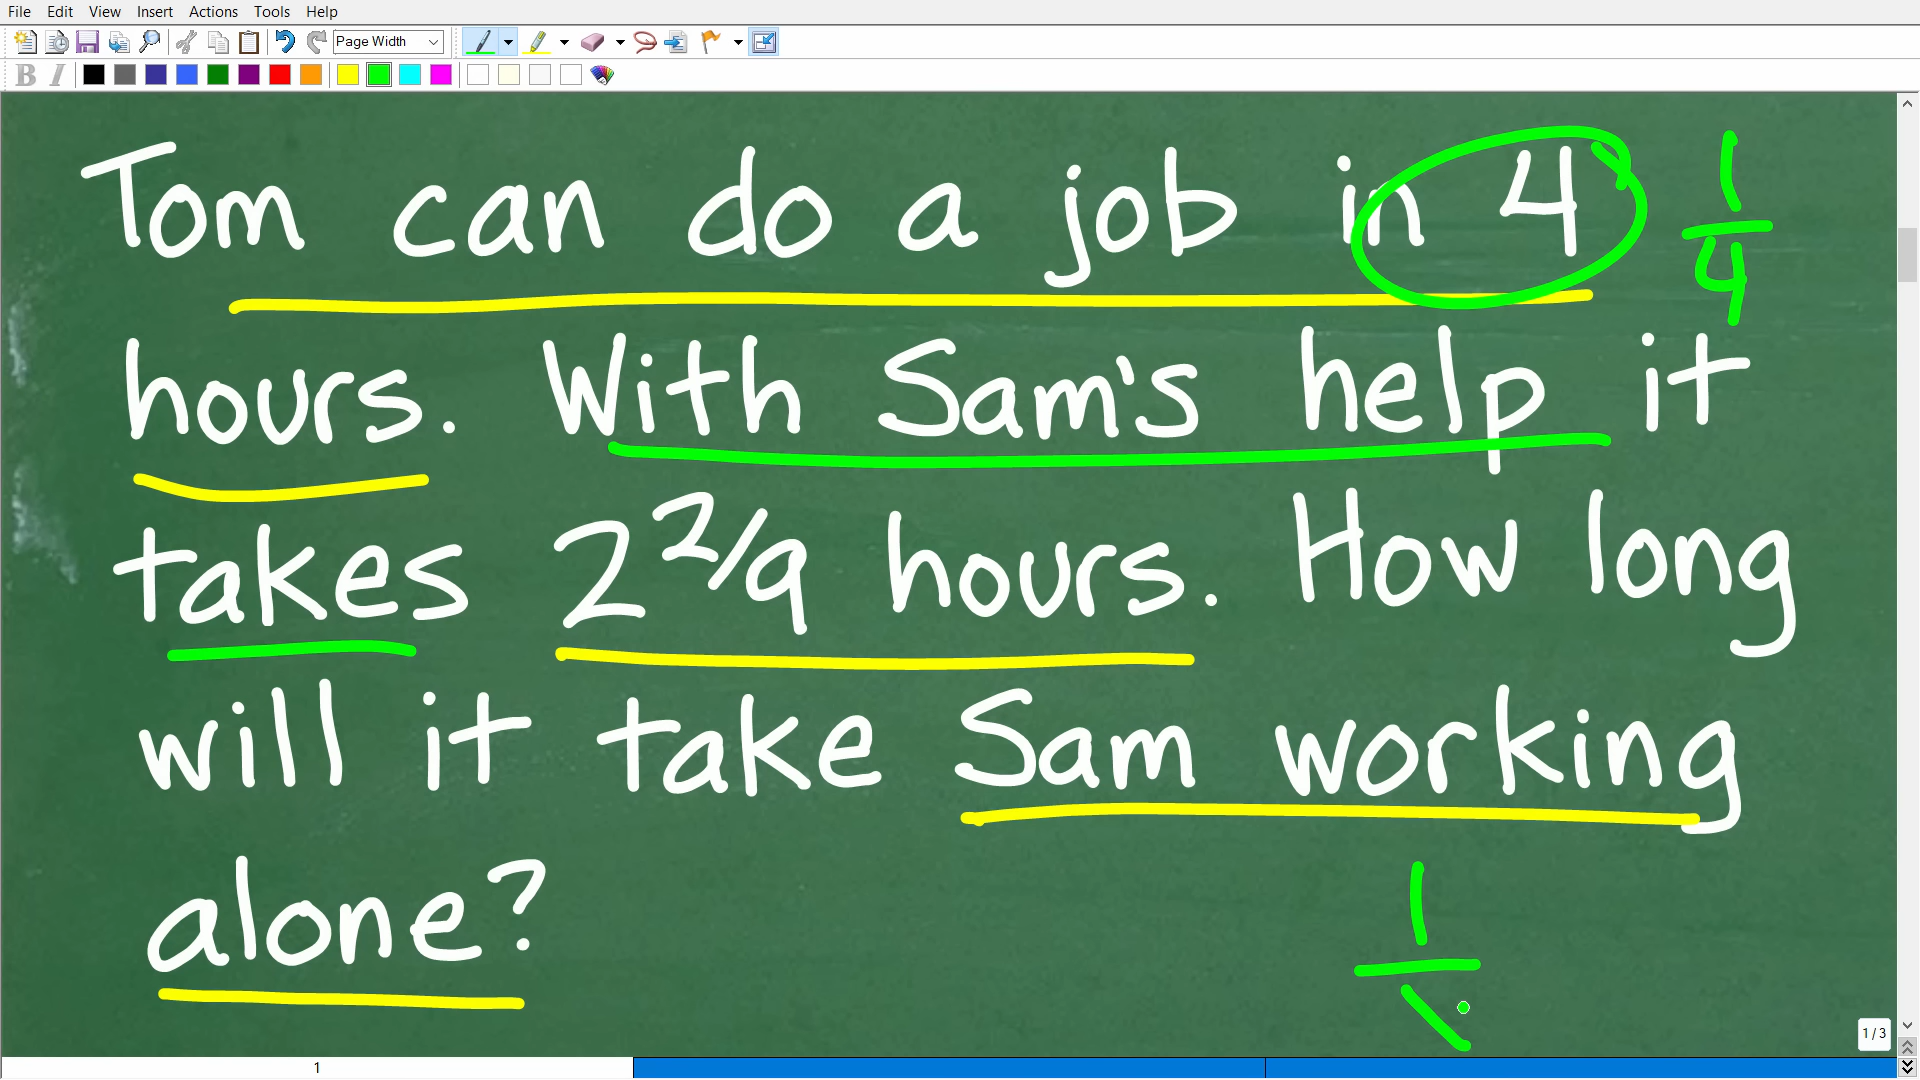 File Edit View Insert Actions Tools Help
Page Width
B I
Tom can do a job in 4
1/4
hours. With Sam's help it
takes 2 2/9 hours. How long
will it take Sam working
alone?
1
1 / 3
1